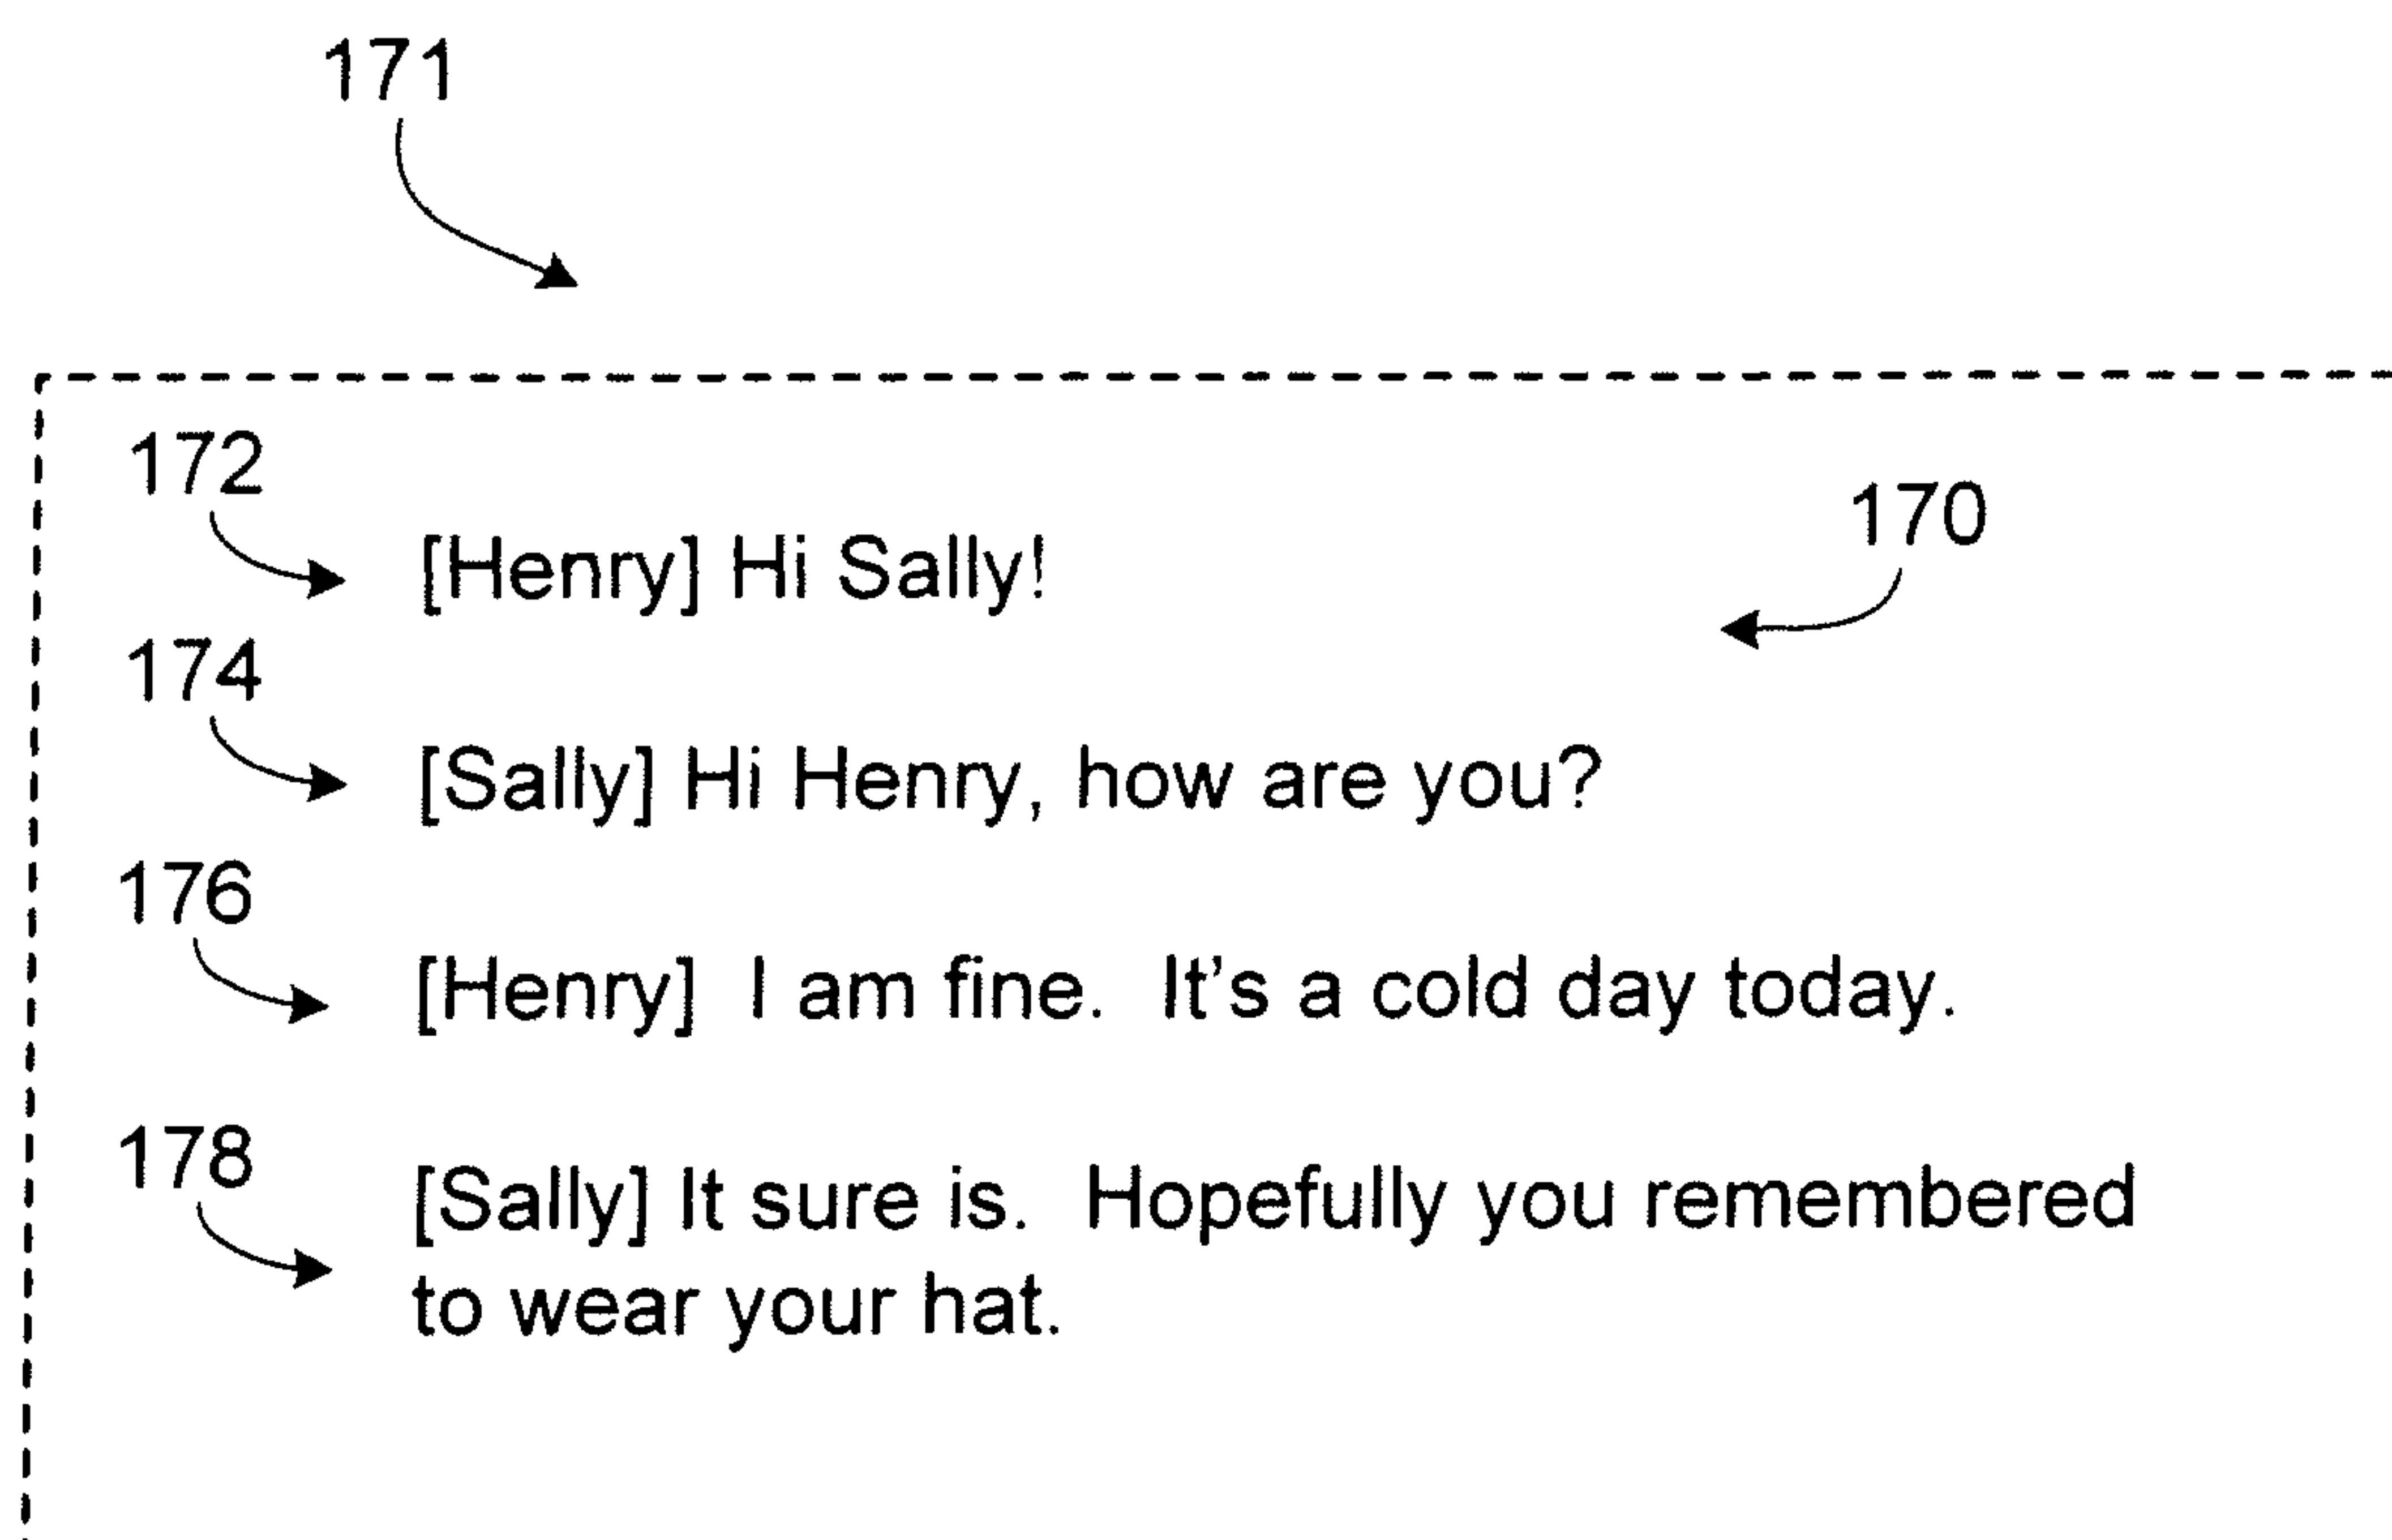 171
172
170
[Henry] Hi Sally!
174
[Sally] Hi Henry, how are you?
176
[Henry]  I am fine.  It’s a cold day today.
178
[Sally] It sure is.  Hopefully you remembered
to wear your hat.